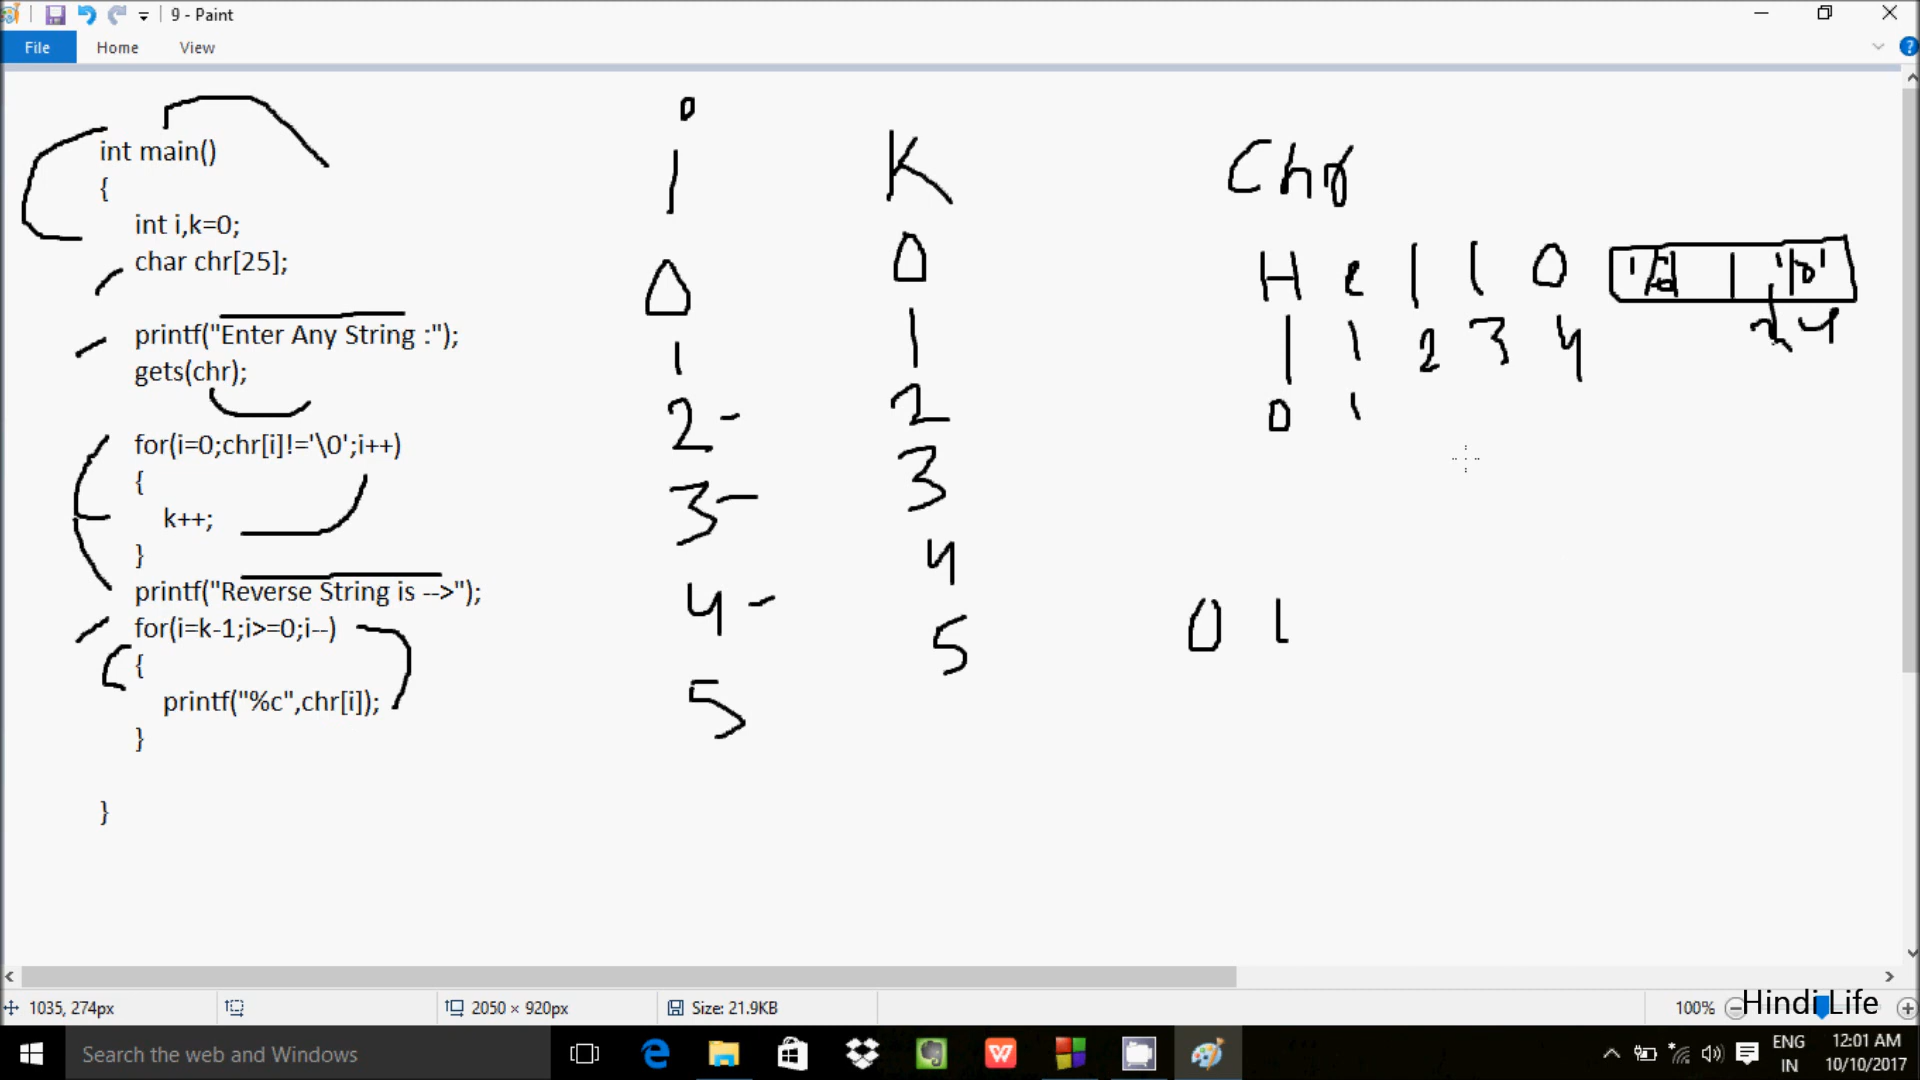 9 - Paint
File Home View
int main()
{
int i,k=0;
char chr[25];
printf("Enter Any String :");
gets(chr);
for(i=0;chr[i]!='\0';i++)
{
k++;
}
printf("Reverse String is -->");
for(i=k-1;i>=0;i--)
{
printf("%c",chr[i]);
}
}
i
0
1
2 -
3 -
4 -
5
K
0
1
2
3
4
5
Chr
H e l l 0
1 2 3 4
0 1
0 l
1035, 274px
2050 × 920px
Size: 21.9KB
100%
Hindi Life
Search the web and Windows
ENG
IN
12:01 AM
10/10/2017